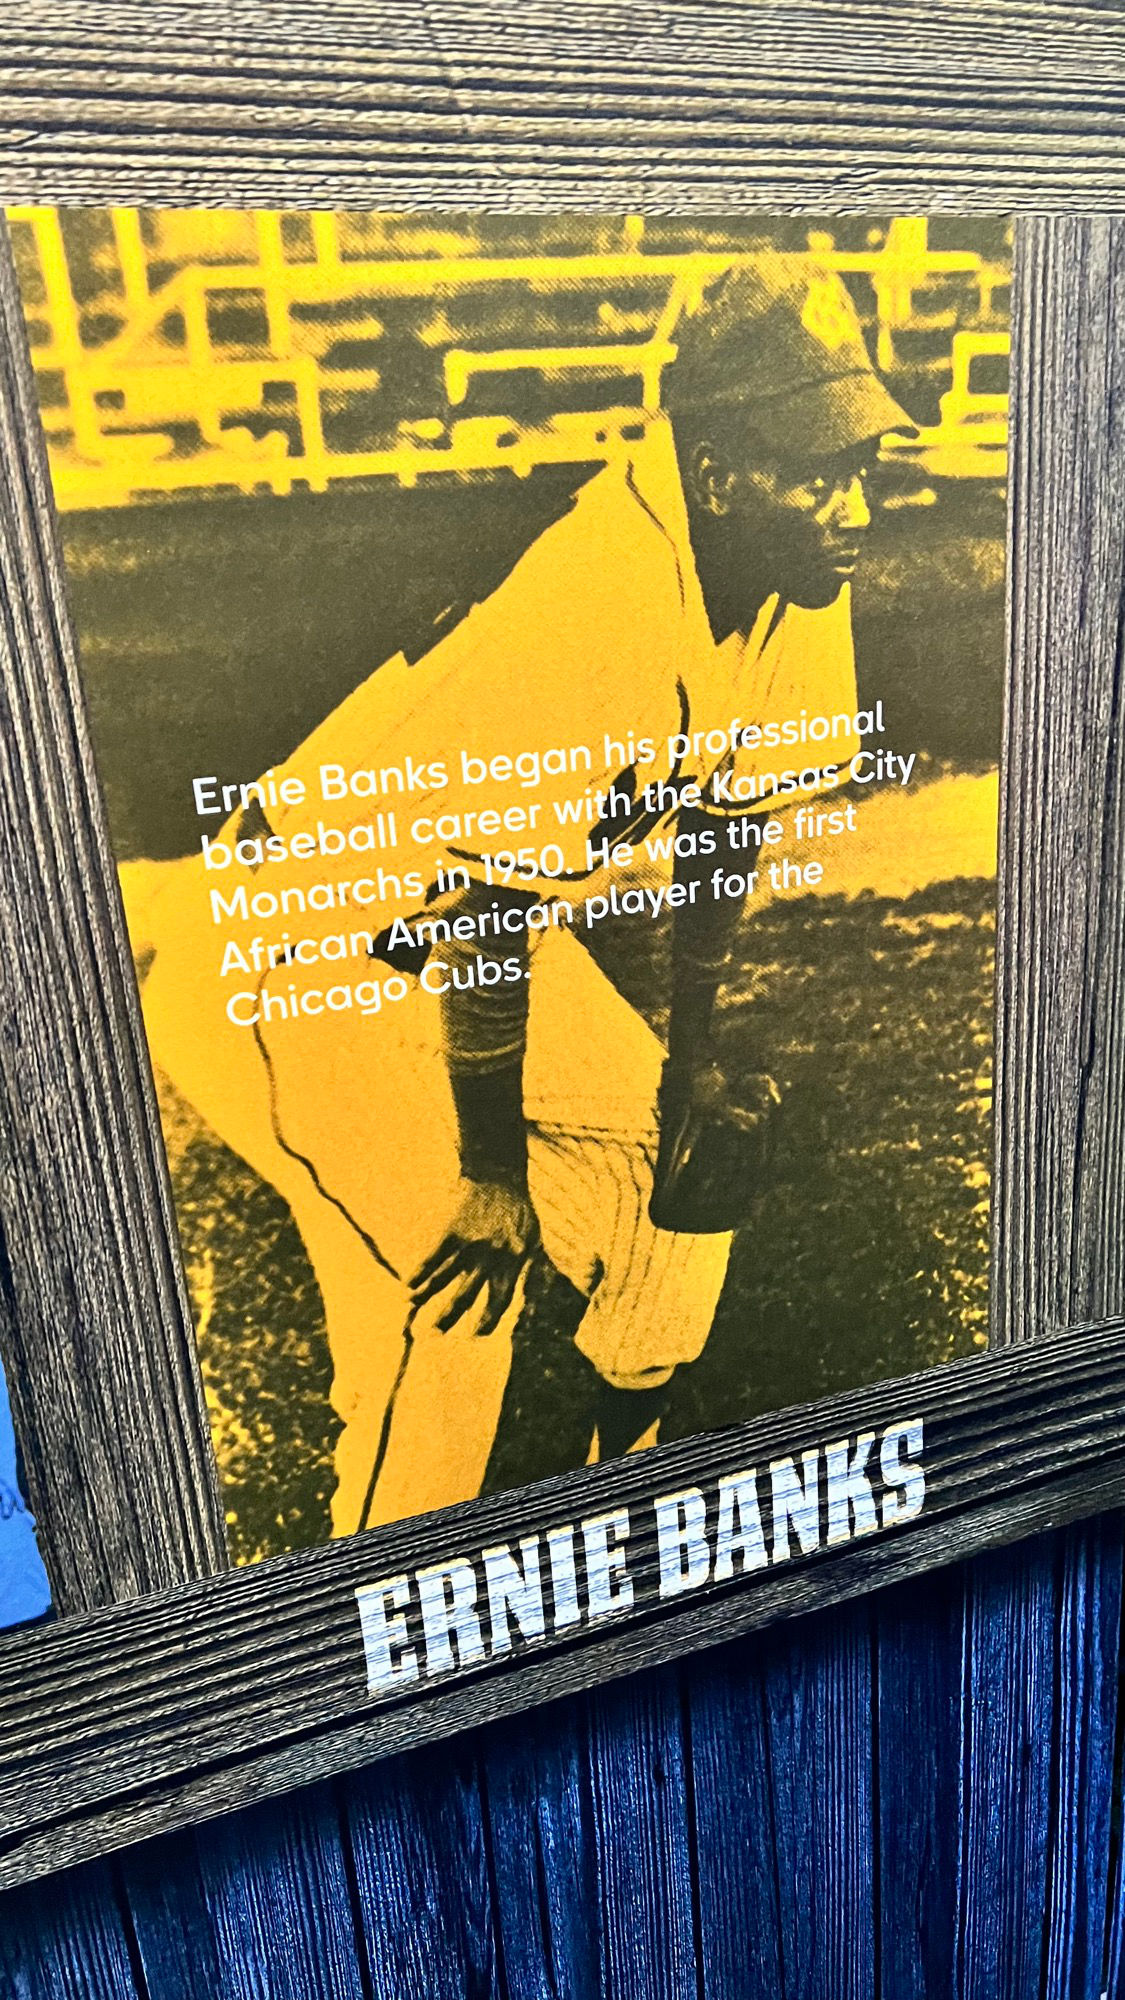 Ernie Banks began his professional
baseball career with the Kansas City
Monarchs in 1950. He was the first
African American player for the
Chicago Cubs.
ERNIE BANKS